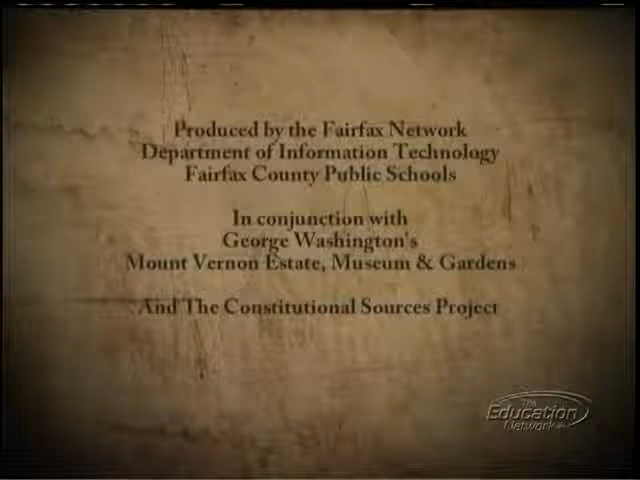 Produced by the Fairfax Network
Department of Information Technology
Fairfax County Public Schools
In conjunction with
George Washington's
Mount Vernon Estate, Museum & Gardens
And The Constitutional Sources Project
The
Education
Network